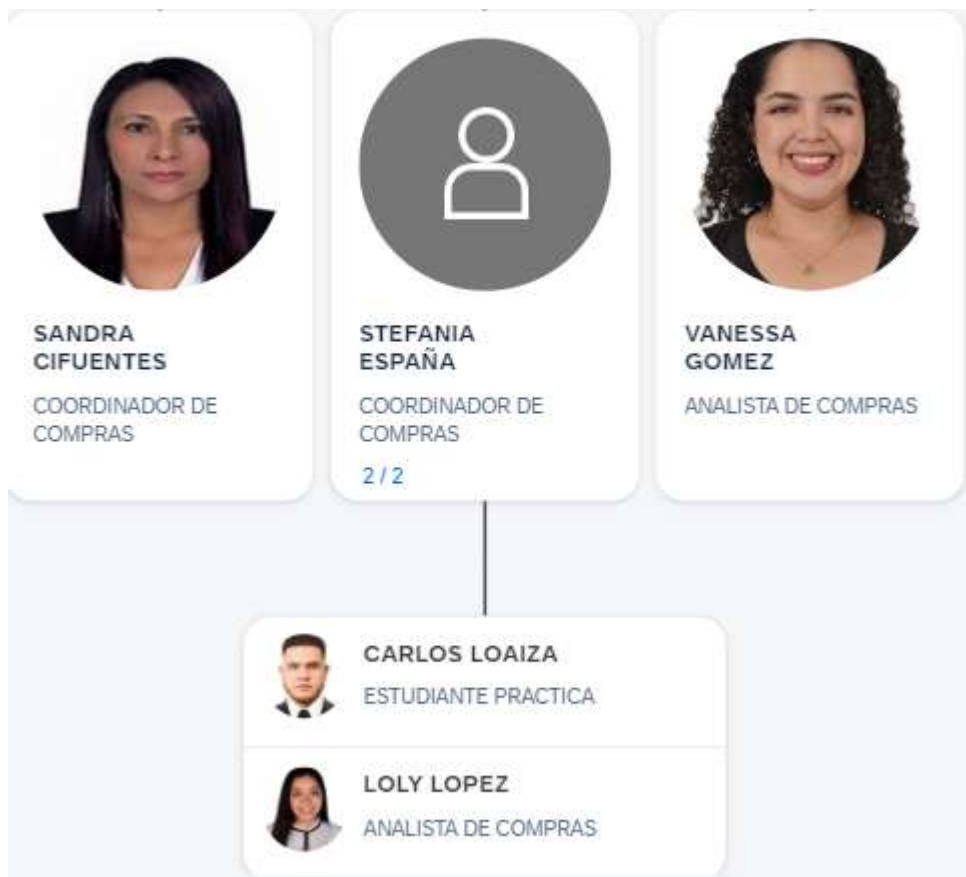 SANDRA
CIFUENTES
COORDINADOR DE
COMPRAS
STEFANIA
ESPAÑA
COORDINADOR DE
COMPRAS
2 / 2
VANESSA
GOMEZ
ANALISTA DE COMPRAS
CARLOS LOAIZA
ESTUDIANTE PRACTICA
LOLY LOPEZ
ANALISTA DE COMPRAS